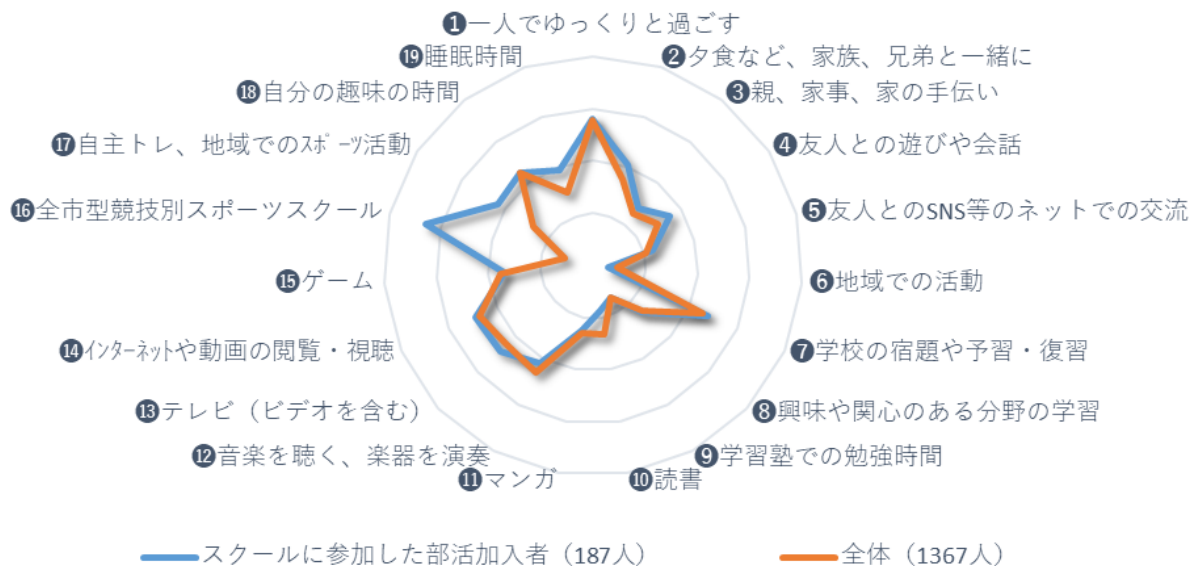 ❶一人でゆっくりと過ごす
❷夕食など、家族、兄弟と一緒に
❸親、家事、家の手伝い
❹友人との遊びや会話
❺友人とのSNS等のネットでの交流
❻地域での活動
❼学校の宿題や予習・復習
❽興味や関心のある分野の学習
❾学習塾での勉強時間
❿読書
⓫マンガ
⓬音楽を聴く、楽器を演奏
⓭テレビ（ビデオを含む）
⓮ｲﾝﾀｰﾈｯﾄや動画の閲覧・視聴
⓯ゲーム
⓰全市型競技別スポーツスクール
⓱自主トレ、地域でのｽﾎﾟｰﾂ活動
⓲自分の趣味の時間
⓳睡眠時間
スクールに参加した部活加入者（187人）
全体（1367人）